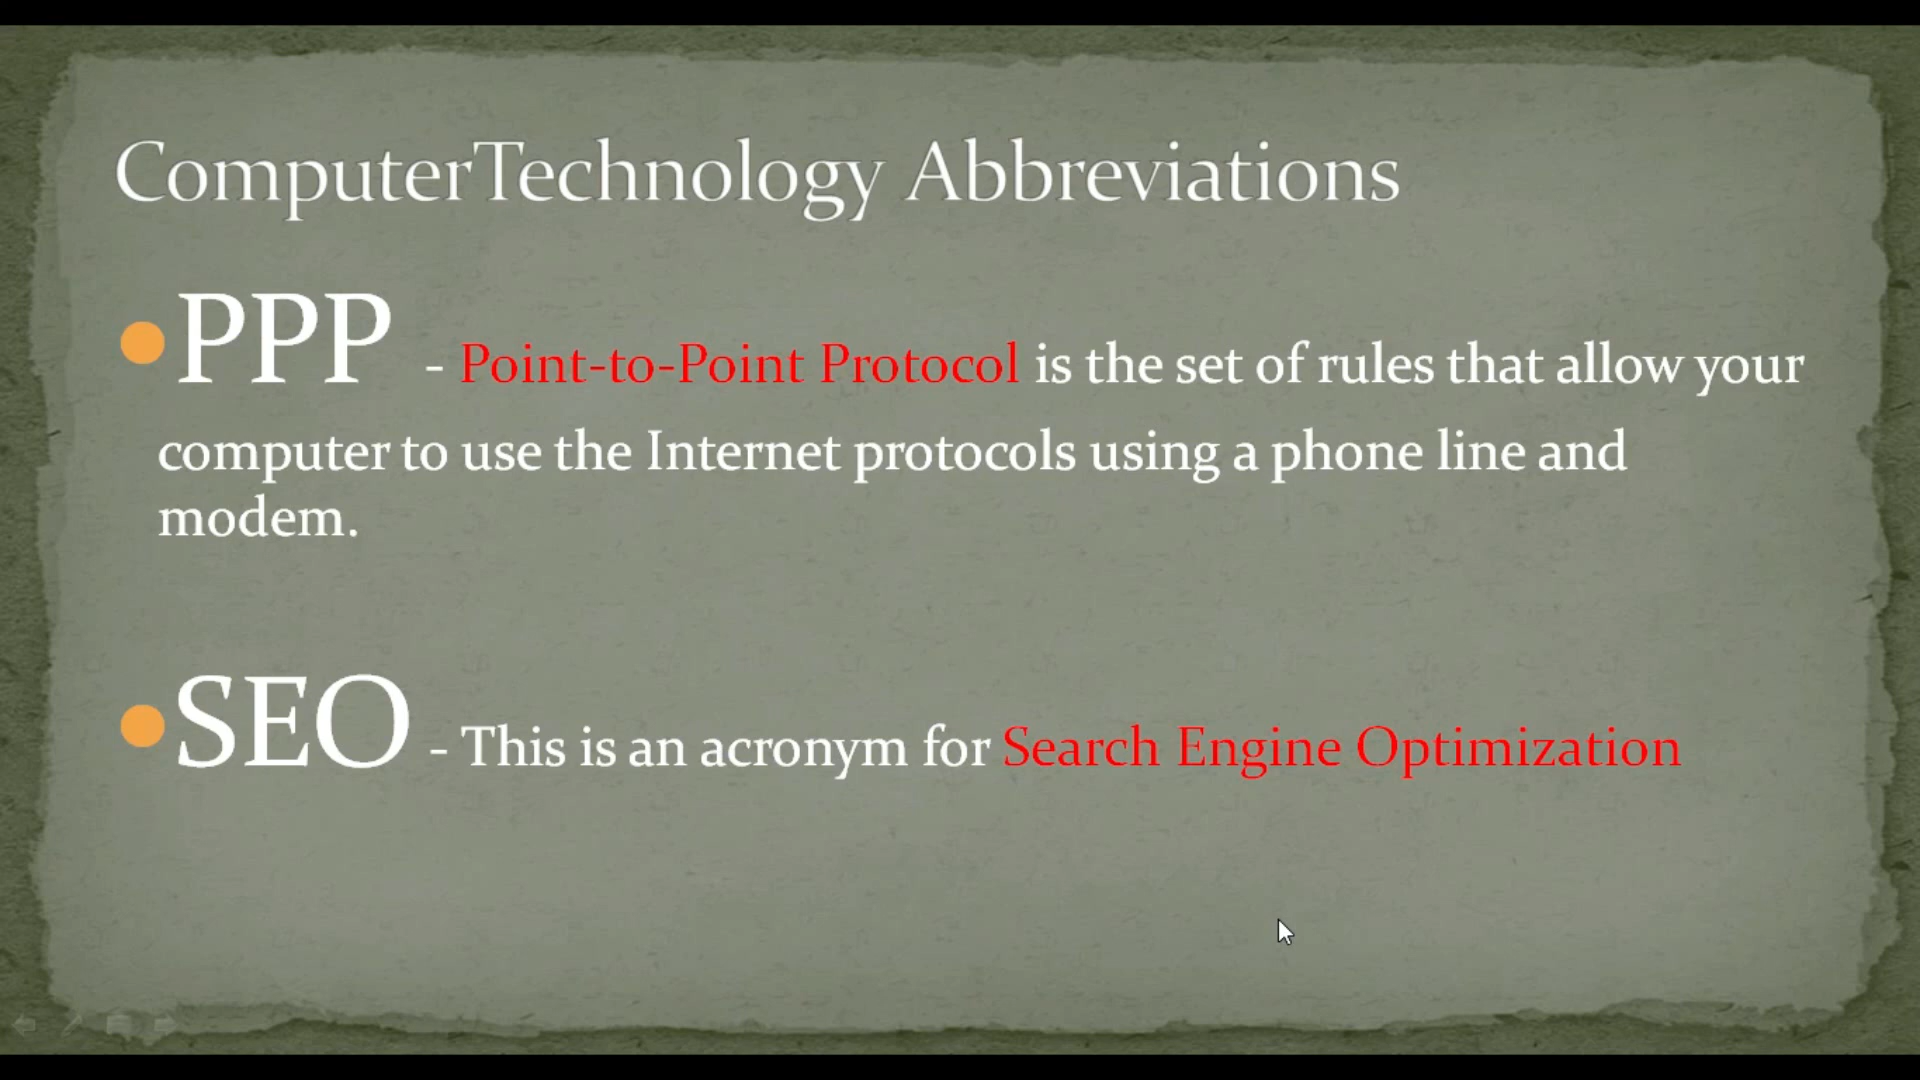 ComputerTechnology Abbreviations
PPP - Point-to-Point Protocol is the set of rules that allow your
computer to use the Internet protocols using a phone line and
modem.
SEO - This is an acronym for Search Engine Optimization